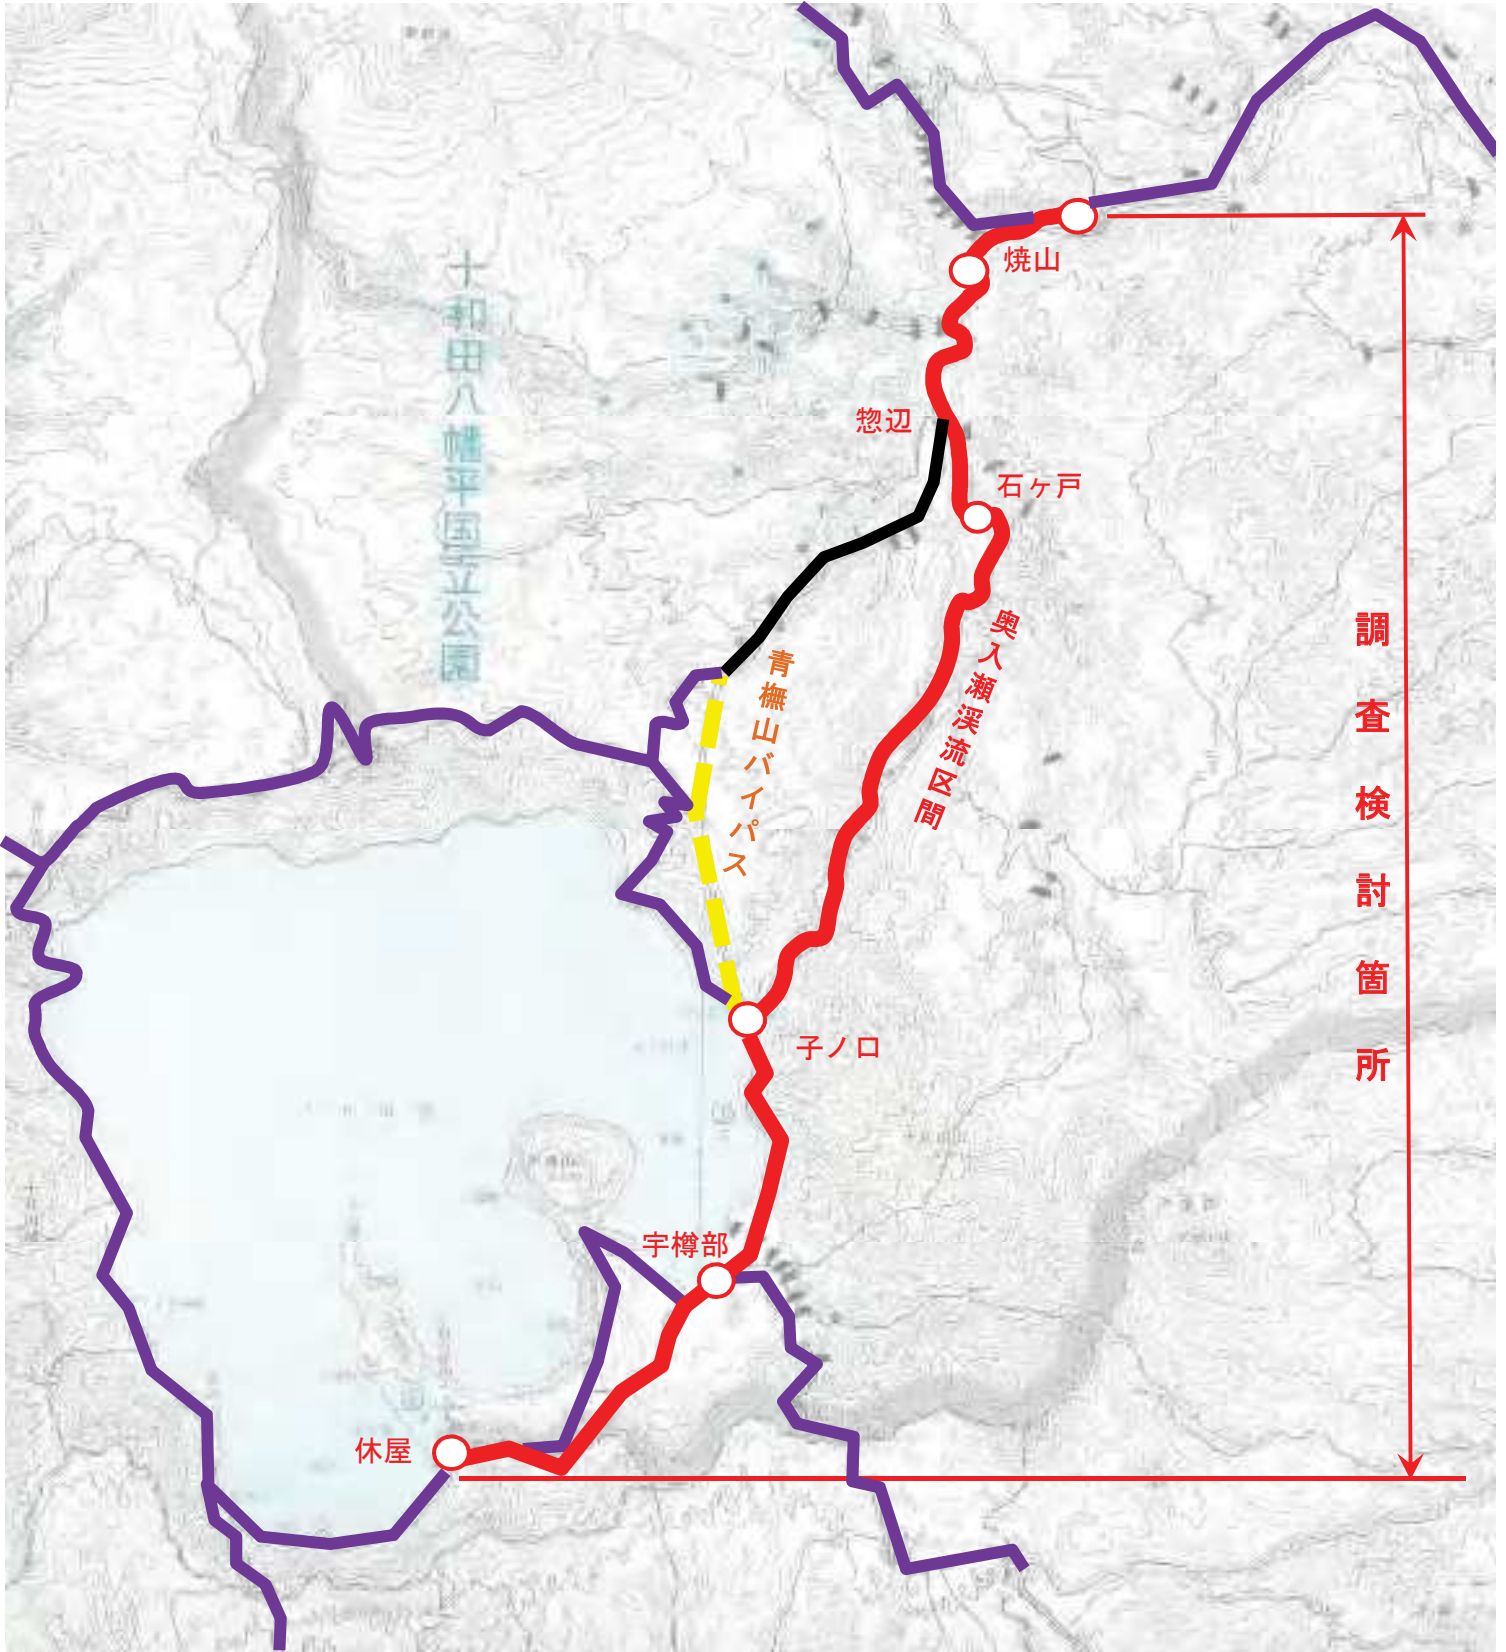 焼山
十和田八幡平国立公園
惣辺
石ヶ戸
奥入瀬渓流区間
青橅山バイパス
調査検討箇所
子ノ口
宇樽部
休屋